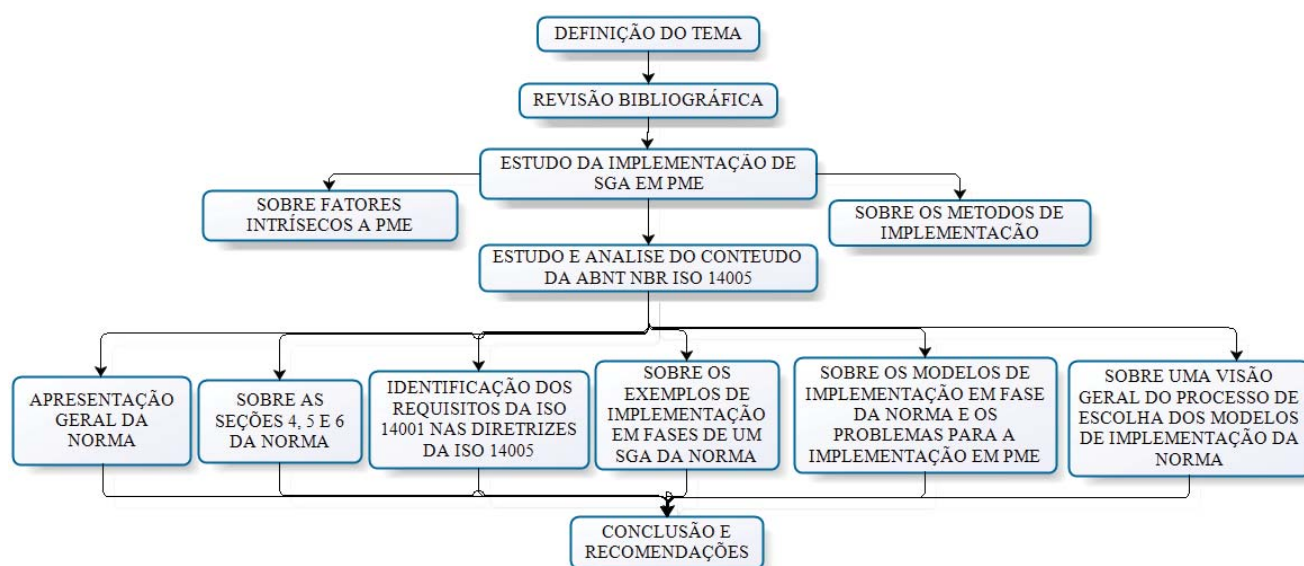 DEFINIÇÃO DO TEMA
REVISÃO BIBLIOGRÁFICA
ESTUDO DA IMPLEMENTAÇÃO DE
SGA EM PME
SOBRE FATORES
INTRÍSECOS A PME
SOBRE OS METODOS DE
IMPLEMENTAÇÃO
ESTUDO E ANALISE DO CONTEUDO
DA ABNT NBR ISO 14005
APRESENTAÇÃO
GERAL DA
NORMA
SOBRE AS
SEÇÕES 4, 5 E 6
DA NORMA
IDENTIFICAÇÃO DOS
REQUISITOS DA ISO
14001 NAS DIRETRIZES
DA ISO 14005
SOBRE OS
EXEMPLOS DE
IMPLEMENTAÇÃO
EM FASES DE UM
SGA DA NORMA
SOBRE OS MODELOS DE
IMPLEMENTAÇÃO EM FASE
DA NORMA E OS
PROBLEMAS PARA A
IMPLEMENTAÇÃO EM PME
SOBRE UMA VISÃO
GERAL DO PROCESSO DE
ESCOLHA DOS MODELOS
DE IMPLEMENTAÇÃO DA
NORMA
CONCLUSÃO E
RECOMENDAÇÕES